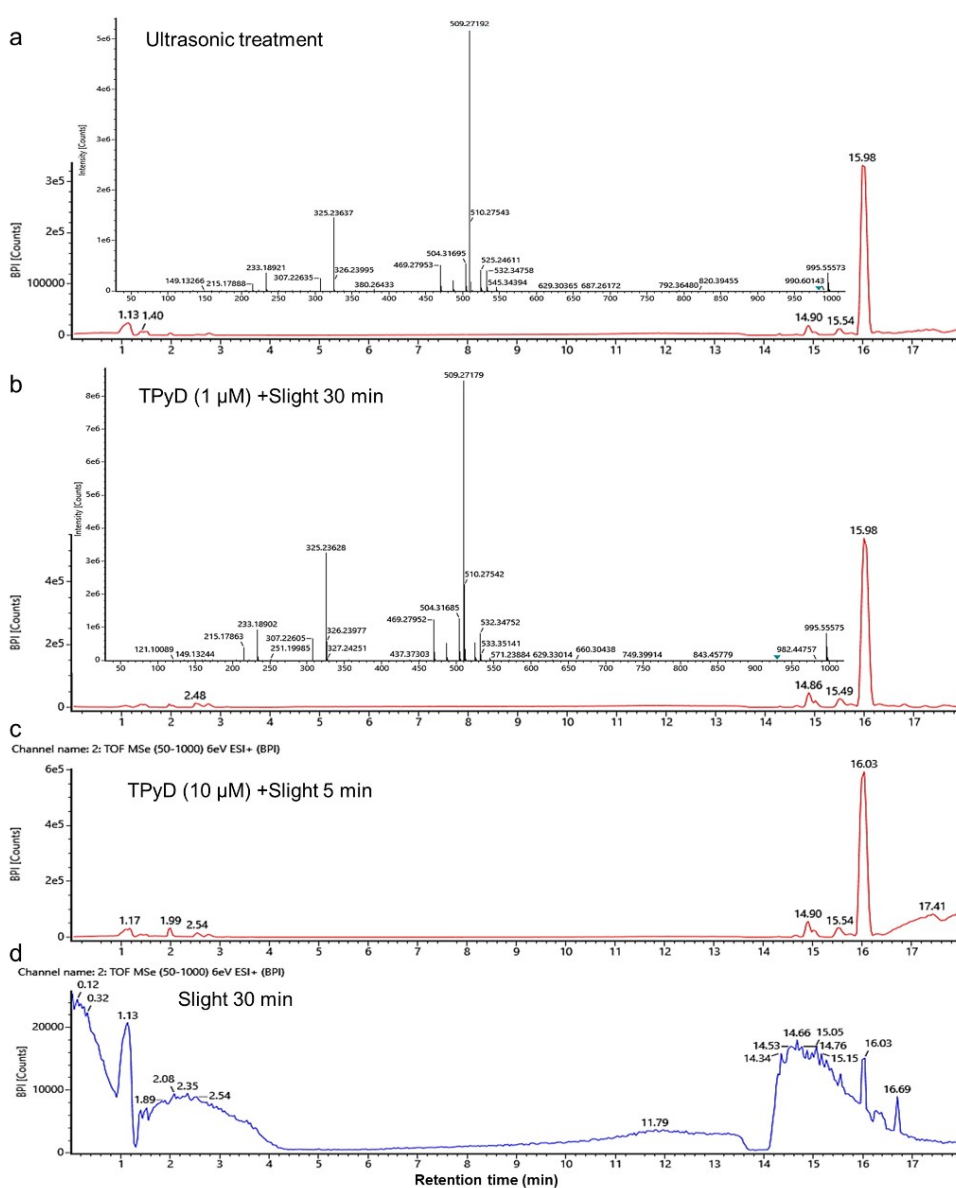 a
Ultrasonic treatment
509.27192
5e6
4e6
3e6
2e6
1e6
0
Intensity [Counts]
510.27543
325.23637
504.31695
525.24611
326.23995
469.27953
532.34758
233.18921
307.22635
149.13266
215.17888
380.26433
545.34394
629.30365
687.26172
792.36480
820.39455
990.60143
995.55573
50 100 150 200 250 300 350 400 450 500 550 600 650 700 750 800 850 900 950 1000
BPI [Counts]
3e5
2e5
100000
0
1.13
1.40
14.90
15.54
15.98
1 2 3 4 5 6 7 8 9 10 11 12 13 14 15 16 17
b
TPyD (1 μM) +Slight 30 min
509.27179
8e6
7e6
6e6
5e6
4e6
3e6
2e6
1e6
0
Intensity [Counts]
325.23628
510.27542
504.31685
469.27952
532.34752
326.23977
233.18902
533.35141
215.17863
307.22605
327.24251
121.10089
149.13244
251.19985
437.37303
571.23884
629.33014
660.30438
749.39914
843.45779
982.44757
995.55575
50 100 150 200 250 300 350 400 450 500 550 600 650 700 750 800 850 900 950 1000
BPI [Counts]
4e5
2e5
0
2.48
14.86
15.49
15.98
1 2 3 4 5 6 7 8 9 10 11 12 13 14 15 16 17
c
Channel name: 2: TOF MSe (50-1000) 6eV ESI+ (BPI)
TPyD (10 μM) +Slight 5 min
6e5
4e5
2e5
0
BPI [Counts]
1.17
1.99
2.54
14.90
15.54
16.03
17.41
1 2 3 4 5 6 7 8 9 10 11 12 13 14 15 16 17
d
Channel name: 2: TOF MSe (50-1000) 6eV ESI+ (BPI)
Slight 30 min
20000
10000
0
BPI [Counts]
0.12
0.32
1.13
1.89
2.08
2.35
2.54
11.79
14.34
14.53
14.66
14.76
15.05
15.15
16.03
16.69
1 2 3 4 5 6 7 8 9 10 11 12 13 14 15 16 17
Retention time (min)